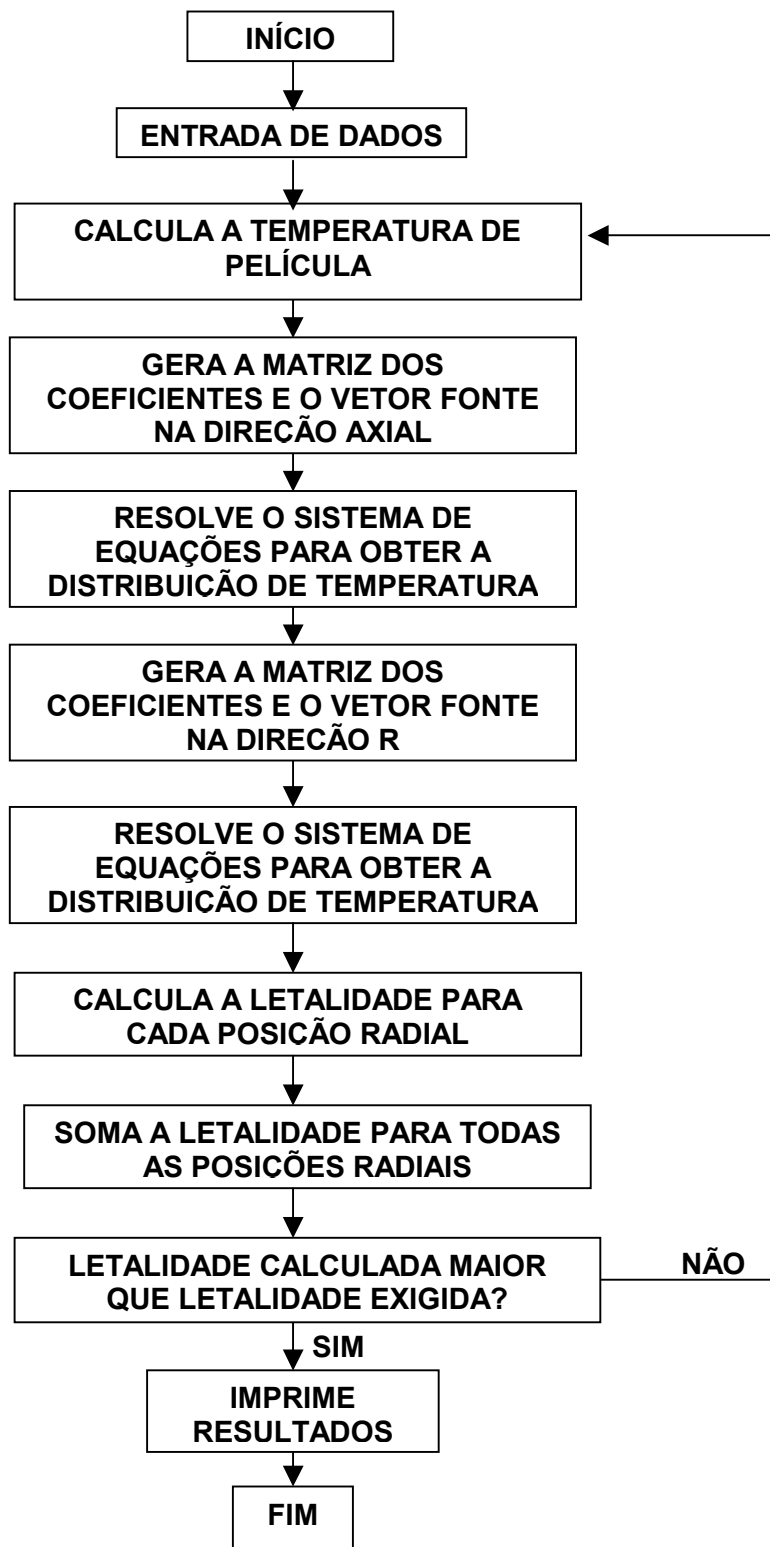 INÍCIO
ENTRADA DE DADOS
CALCULA A TEMPERATURA DE
PELÍCULA
GERA A MATRIZ DOS
COEFICIENTES E O VETOR FONTE
NA DIREÇÃO AXIAL
RESOLVE O SISTEMA DE
EQUAÇÕES PARA OBTER A
DISTRIBUIÇÃO DE TEMPERATURA
GERA A MATRIZ DOS
COEFICIENTES E O VETOR FONTE
NA DIREÇÃO R
RESOLVE O SISTEMA DE
EQUAÇÕES PARA OBTER A
DISTRIBUIÇÃO DE TEMPERATURA
CALCULA A LETALIDADE PARA
CADA POSIÇÃO RADIAL
SOMA A LETALIDADE PARA TODAS
AS POSIÇÕES RADIAIS
LETALIDADE CALCULADA MAIOR
QUE LETALIDADE EXIGIDA?
NÃO
SIM
IMPRIME
RESULTADOS
FIM